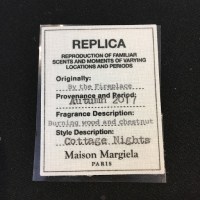 REPLICA
REPRODUCTION OF FAMILIAR
SCENTS AND MOMENTS OF VARYING
LOCATIONS AND PERIODS
Originally:
By the Fireplace
Provenance and Period:
Autumn 2017
Fragrance Description:
Burning wood and chestnut
Style Description:
Cottage Nights
Maison Margiela
PARIS